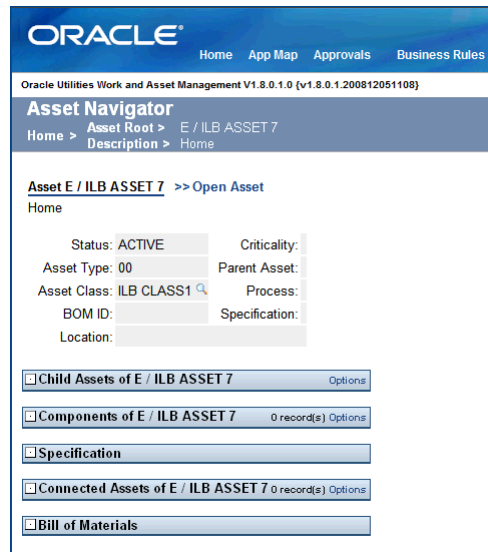 ORACLE®
Home App Map Approvals Business Rules
Oracle Utilities Work and Asset Management V1.8.0.1.0 {v1.8.0.1.200812051108}
Asset Navigator
Home > Asset Root > E / ILB ASSET 7
Description > Home
Asset E / ILB ASSET 7 >> Open Asset
Home
Status: ACTIVE Criticality:
Asset Type: 00 Parent Asset:
Asset Class: ILB CLASS1 Process:
BOM ID: Specification:
Location:
Child Assets of E / ILB ASSET 7 Options
Components of E / ILB ASSET 7 0 record(s) Options
Specification
Connected Assets of E / ILB ASSET 7 0 record(s) Options
Bill of Materials